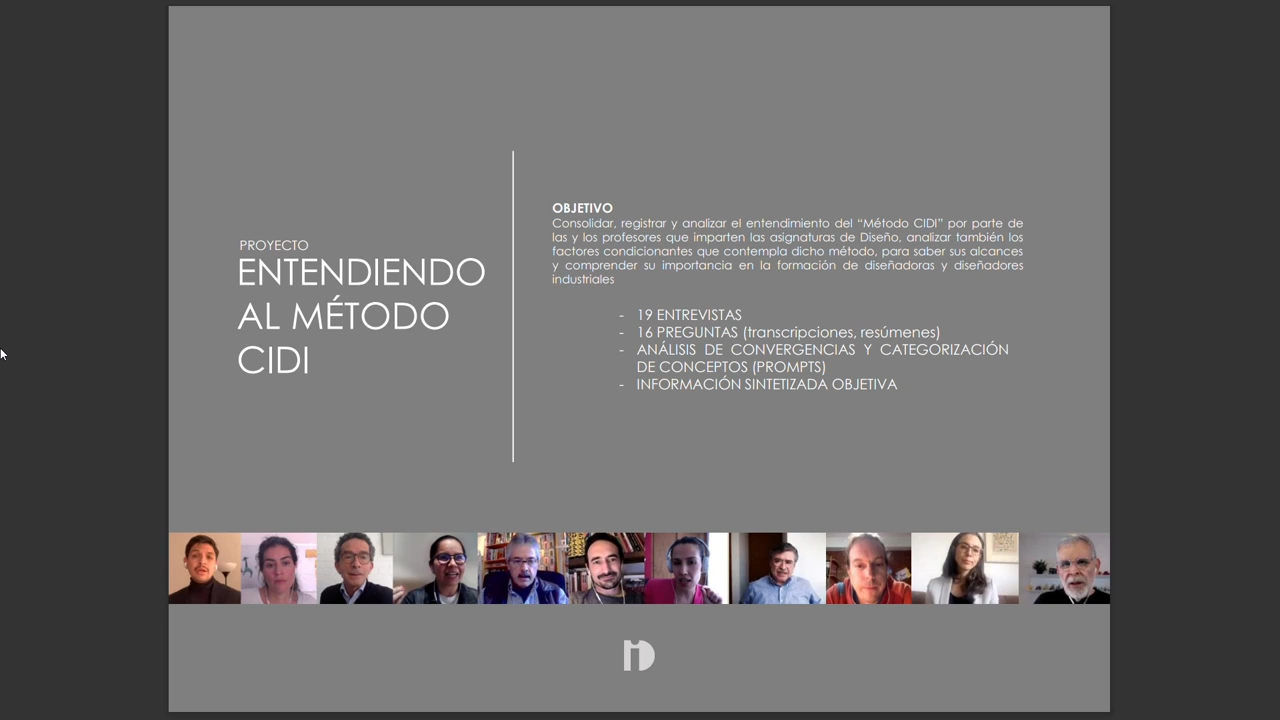 PROYECTO
ENTENDIENDO
AL MÉTODO
CIDI
OBJETIVO
Consolidar, registrar y analizar el entendimiento del “Método CIDI” por parte de
las y los profesores que imparten las asignaturas de Diseño, analizar también los
factores condicionantes que contempla dicho método, para saber sus alcances
y comprender su importancia en la formación de diseñadoras y diseñadores
industriales
- 19 ENTREVISTAS
- 16 PREGUNTAS (transcripciones, resúmenes)
- ANÁLISIS DE CONVERGENCIAS Y CATEGORIZACIÓN
DE CONCEPTOS (PROMPTS)
- INFORMACIÓN SINTETIZADA OBJETIVA